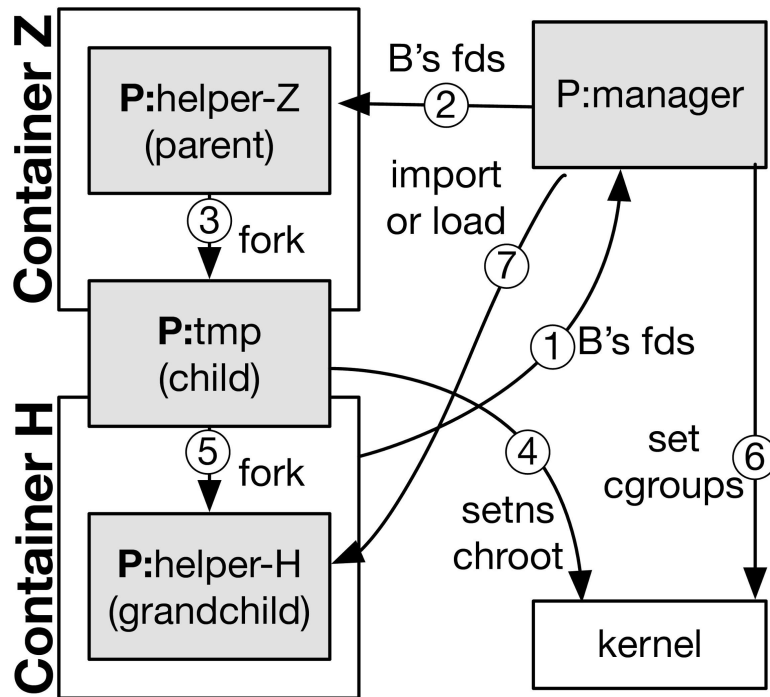 Container Z
P:helper-Z
(parent)
B's fds
2
P:manager
3
fork
import
or load
7
P:tmp
(child)
1
B's fds
Container H
5
fork
4
setns
chroot
set
cgroups
6
P:helper-H
(grandchild)
kernel